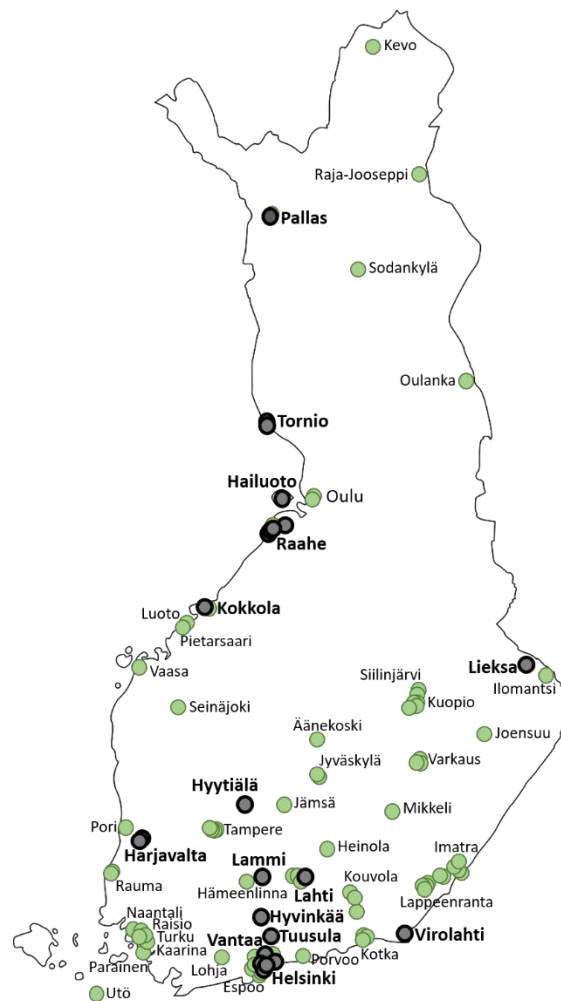 Kevo
Raja-Jooseppi
Pallas
Sodankylä
Oulanka
Tornio
Hailuoto
Oulu
Raahe
Kokkola
Luoto
Pietarsaari
Vaasa
Lieksa
Siilinjärvi
Ilomantsi
Kuopio
Seinäjoki
Äänekoski
Joensuu
Varkaus
Jyväskylä
Hyytiälä
Jämsä
Mikkeli
Pori
Tampere
Harjavalta
Heinola
Imatra
Lammi
Rauma
Hämeenlinna
Lahti
Kouvola
Lappeenranta
Naantali
Raisio
Hyvinkää
Turku
Tuusula
Virolahti
Kaarina
Vantaa
Kotka
Parainen
Lohja
Porvoo
Espoo
Helsinki
Utö